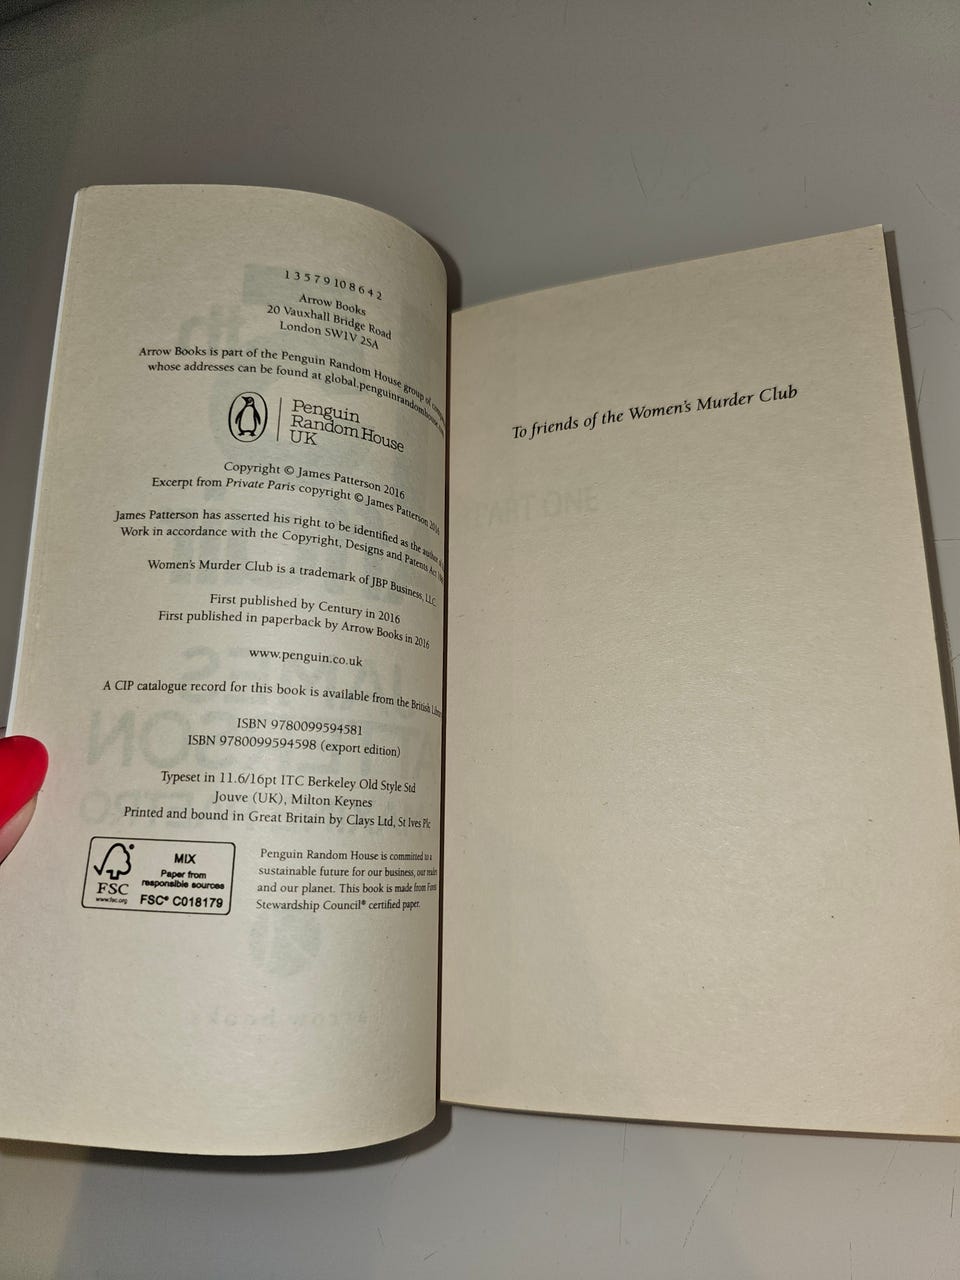 1 3 5 7 9 10 8 6 4 2
Arrow Books
20 Vauxhall Bridge Road
London SW1V 2SA
Arrow Books is part of the Penguin Random House group of
whose addresses can be found at global.penguinrandomhouse.com
Penguin
Random House
UK
Copyright © James Patterson 2016
Excerpt from Private Paris copyright © James Patterson 2016
James Patterson has asserted his right to be identified as the author of
Work in accordance with the Copyright, Designs and Patents Act
Women's Murder Club is a trademark of JBP Business, LLC
First published by Century in 2016
First published in paperback by Arrow Books in 2016
www.penguin.co.uk
A CIP catalogue record for this book is available from the British
ISBN 9780099594581
ISBN 9780099594598 (export edition)
Typeset in 11.6/16pt ITC Berkeley Old Style Std
Jouve (UK), Milton Keynes
Printed and bound in Great Britain by Clays Ltd, St Ives Plc
FSC
www.fsc.org
MIX
Paper from
responsible sources
FSC® C018179
Penguin Random House is committed to a
sustainable future for our business, our
and our planet. This book is made from
Stewardship Council® certified paper.
To friends of the Women's Murder Club